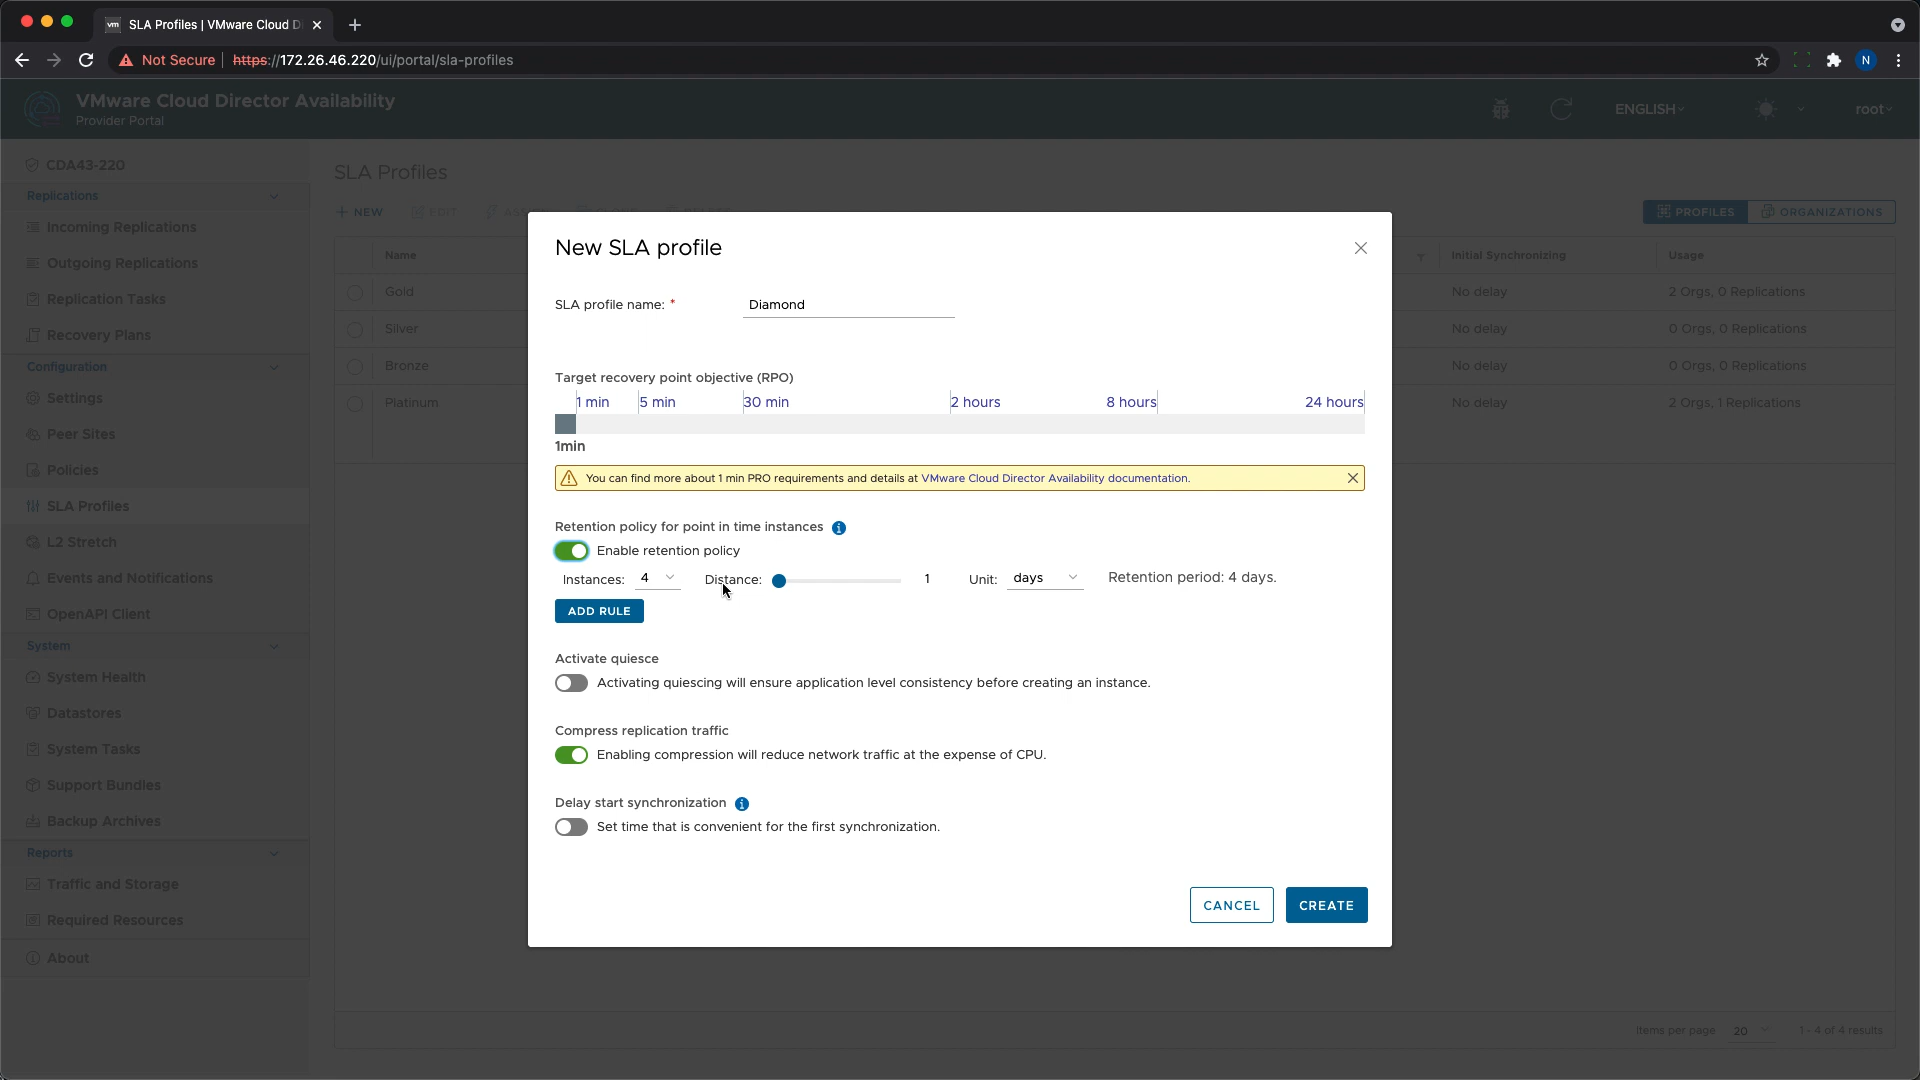 SLA Profiles | VMware Cloud D
Not Secure
https://172.26.46.220/ui/portal/sla-profiles
N
VMware Cloud Director Availability
Provider Portal
ENGLISH
root
CDA43-220
Replications
Incoming Replications
Outgoing Replications
Replication Tasks
Recovery Plans
Configuration
Settings
Peer Sites
Policies
SLA Profiles
L2 Stretch
Events and Notifications
OpenAPI Client
System
System Health
Datastores
System Tasks
Support Bundles
Backup Archives
Reports
Traffic and Storage
Required Resources
About
SLA Profiles
NEW
EDIT
PROFILES
ORGANIZATIONS
Name
Initial Synchronizing
Usage
Gold
No delay
2 Orgs, 0 Replications
Silver
No delay
0 Orgs, 0 Replications
Bronze
No delay
0 Orgs, 0 Replications
Platinum
No delay
2 Orgs, 1 Replications
Items per page 20
1 - 4 of 4 results
New SLA profile
SLA profile name: *
Diamond
Target recovery point objective (RPO)
1 min 5 min 30 min 2 hours 8 hours 24 hours
1min
You can find more about 1 min PRO requirements and details at VMware Cloud Director Availability documentation.
Retention policy for point in time instances
Enable retention policy
Instances: 4 Distance: 1 Unit: days Retention period: 4 days.
ADD RULE
Activate quiesce
Activating quiescing will ensure application level consistency before creating an instance.
Compress replication traffic
Enabling compression will reduce network traffic at the expense of CPU.
Delay start synchronization
Set time that is convenient for the first synchronization.
CANCEL
CREATE